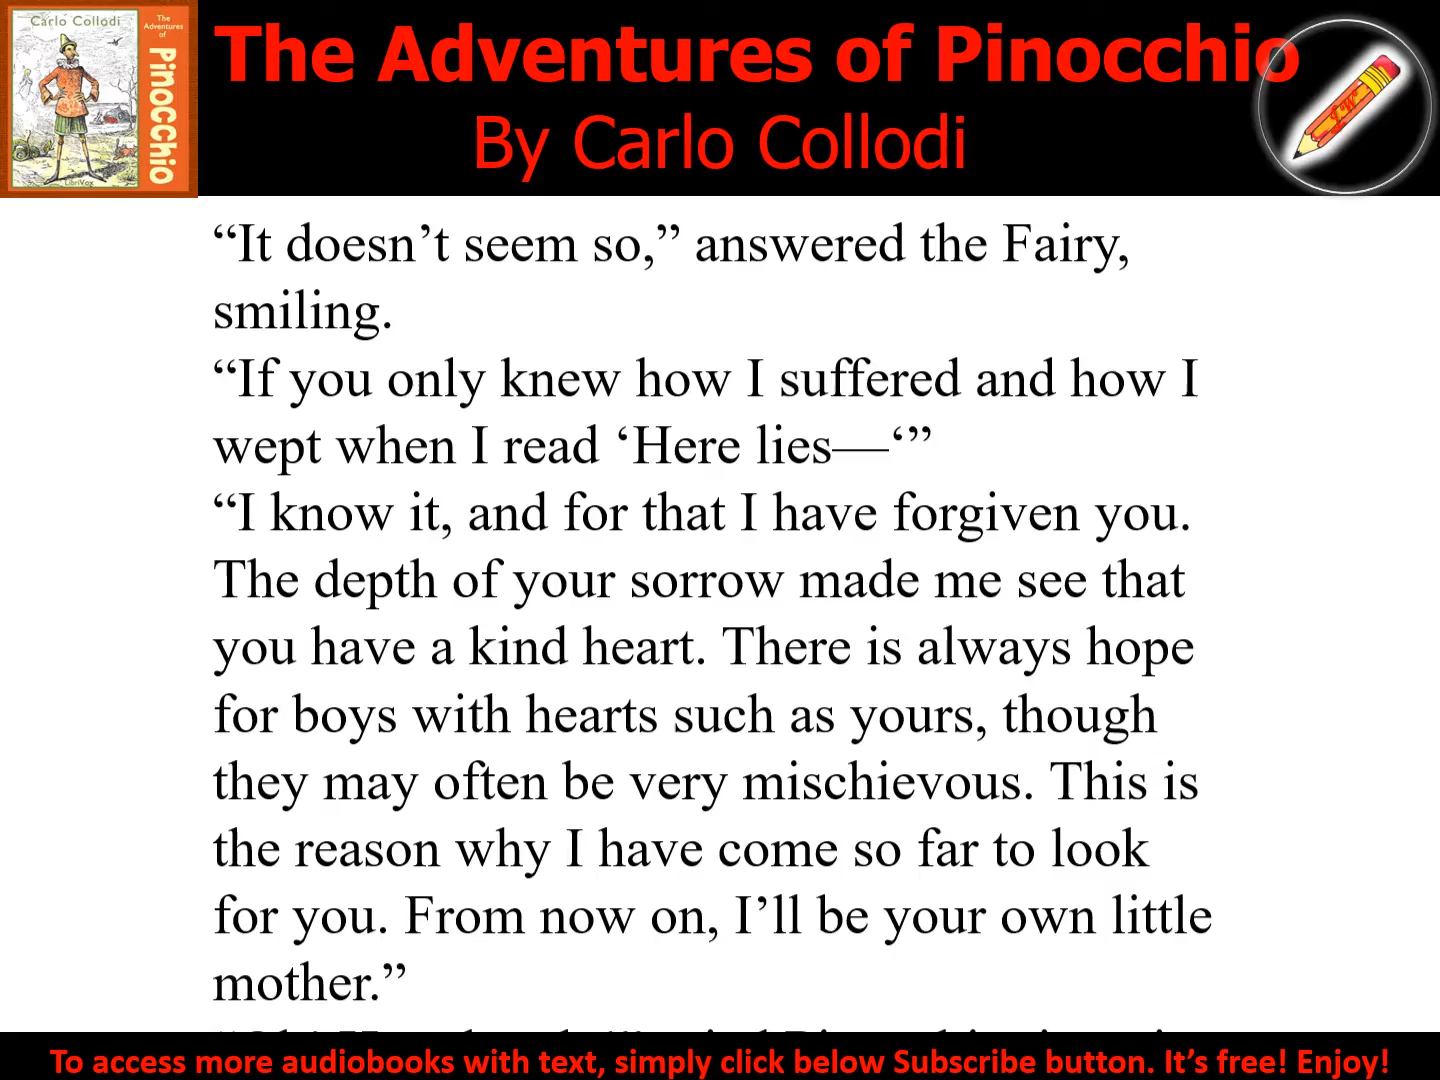 Carlo Collodi
The
Adventures
of
Pinocchio
LibriVox
The Adventures of Pinocchio
By Carlo Collodi
“It doesn’t seem so,” answered the Fairy,
smiling.
“If you only knew how I suffered and how I
wept when I read ‘Here lies—‘”
“I know it, and for that I have forgiven you.
The depth of your sorrow made me see that
you have a kind heart. There is always hope
for boys with hearts such as yours, though
they may often be very mischievous. This is
the reason why I have come so far to look
for you. From now on, I’ll be your own little
mother.”
To access more audiobooks with text, simply click below Subscribe button. It’s free! Enjoy!